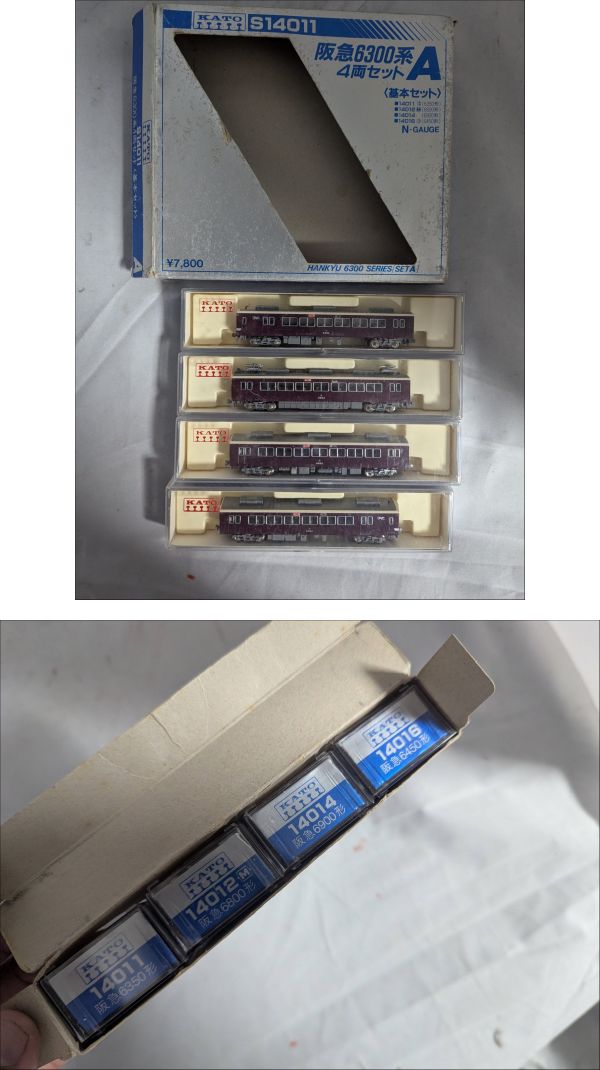 KATO S14011
阪急6300系
4両セット A
〈基本セット〉
■14011
■14012
■14014
■14016
N-GAUGE
¥7,800
HANKYU 6300 SERIES SET A
KATO
S14011
KATO
KATO
KATO
KATO
KATO
14016
阪急6450形
KATO
14014
阪急6900形
KATO
14012 M
阪急6800形
KATO
14011
阪急6350形